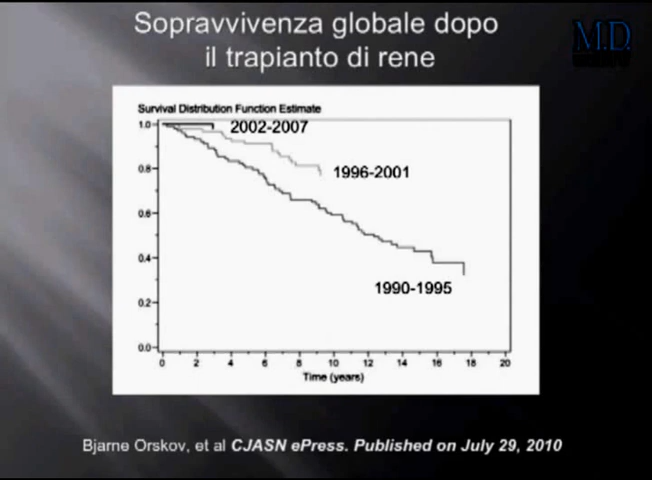 Sopravvivenza globale dopo
il trapianto di rene
M.D.
Survival Distribution Function Estimate
1.0
0.8
0.6
0.4
0.2
0.0
2002-2007
1996-2001
1990-1995
0 2 4 6 8 10 12 14 16 18 20
Time (years)
Bjarne Orskov, et al CJASN ePress. Published on July 29, 2010